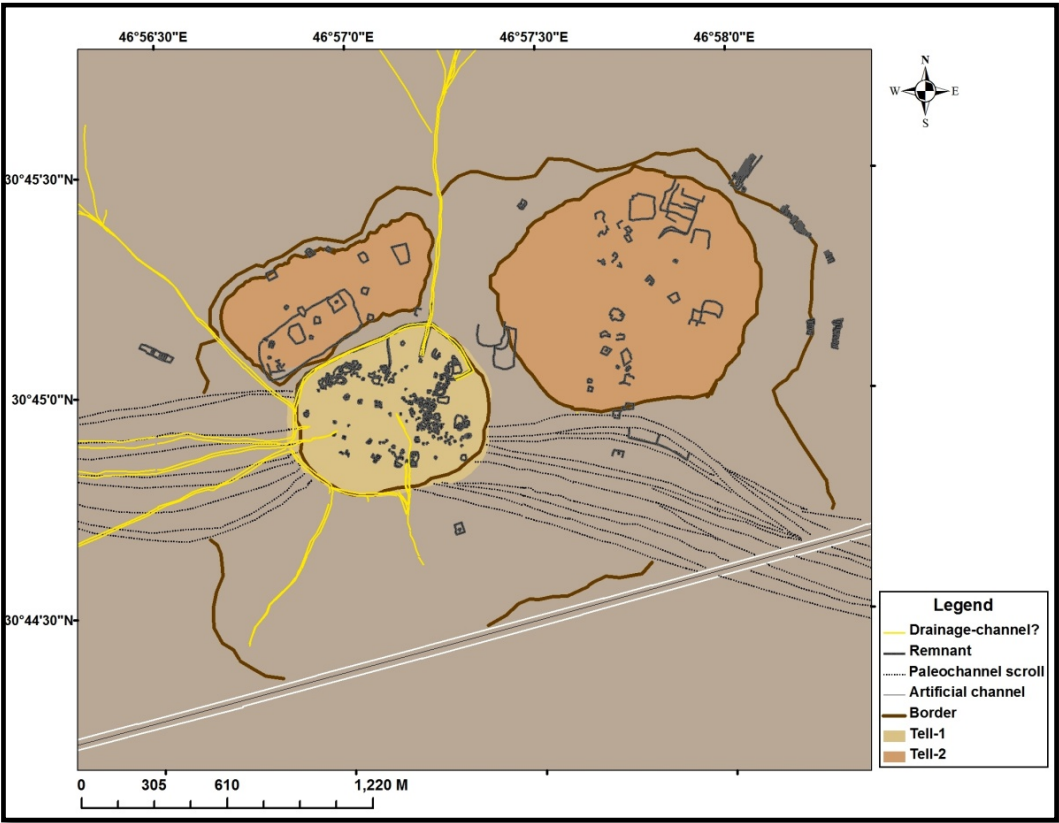 46°56'30"E 46°57'0"E 46°57'30"E 46°58'0"E
N
W E
S
30°45'30"N
30°45'0"N
30°44'30"N
Legend
Drainage-channel?
Remnant
Paleochannel scroll
Artificial channel
Border
Tell-1
Tell-2
0 305 610 1,220 M